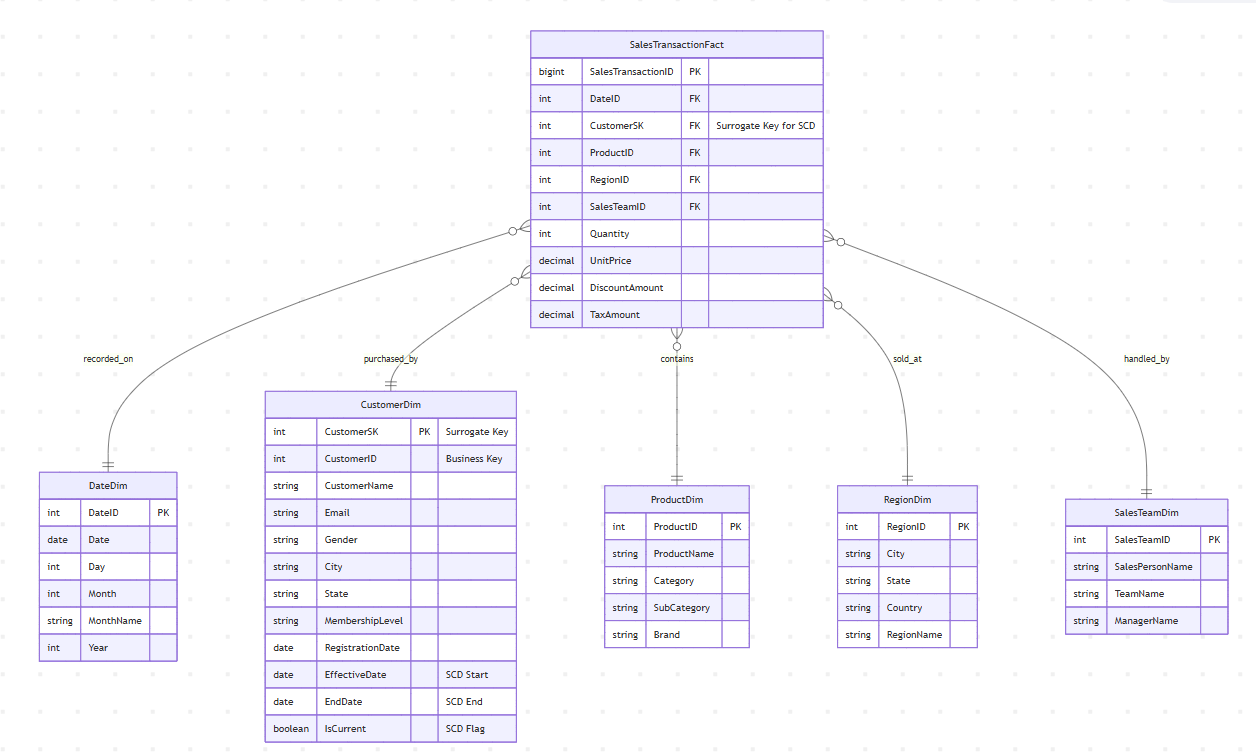 SalesTransactionFact
bigint SalesTransactionID PK
int DateID FK
int CustomerSK FK Surrogate Key for SCD
int ProductID FK
int RegionID FK
int SalesTeamID FK
int Quantity
decimal UnitPrice
decimal DiscountAmount
decimal TaxAmount
recorded_on purchased_by contains sold_at handled_by
DateDim
int DateID PK
date Date
int Day
int Month
string MonthName
int Year
CustomerDim
int CustomerSK PK Surrogate Key
int CustomerID Business Key
string CustomerName
string Email
string Gender
string City
string State
string MembershipLevel
date RegistrationDate
date EffectiveDate SCD Start
date EndDate SCD End
boolean IsCurrent SCD Flag
ProductDim
int ProductID PK
string ProductName
string Category
string SubCategory
string Brand
RegionDim
int RegionID PK
string City
string State
string Country
string RegionName
SalesTeamDim
int SalesTeamID PK
string SalesPersonName
string TeamName
string ManagerName